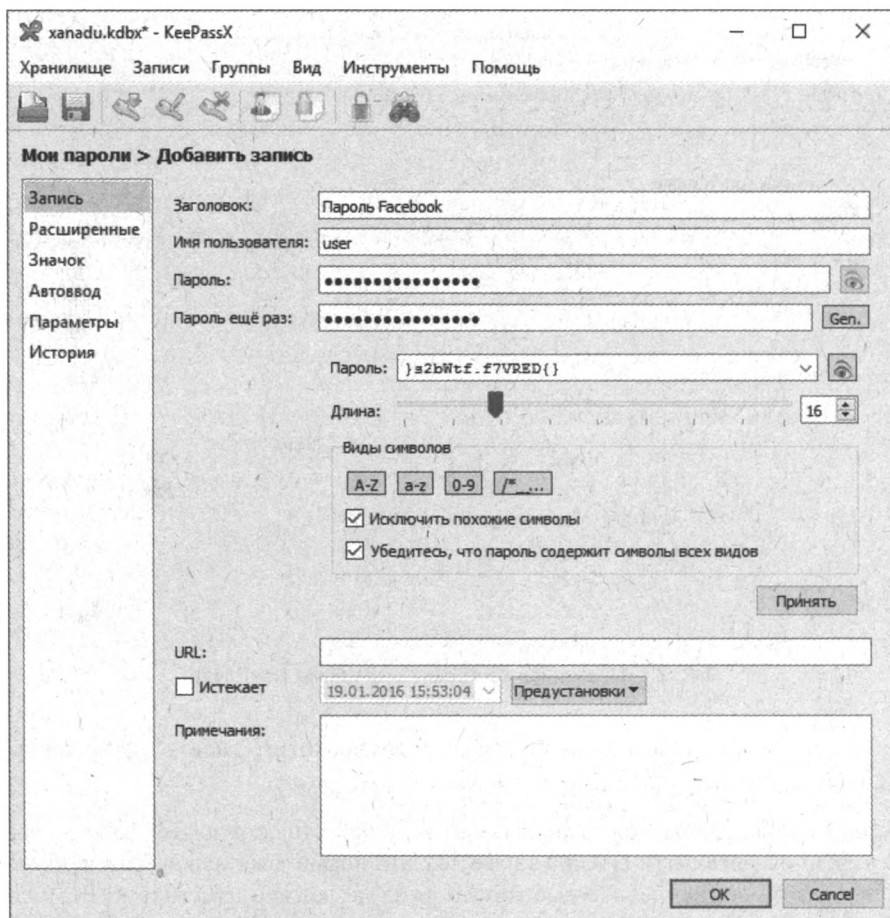 xanadu.kdbx* - KeePassX
Хранилище Записи Группы Вид Инструменты Помощь
Мои пароли > Добавить запись
Запись
Расширенные
Значок
Автоввод
Параметры
История
Заголовок: Пароль Facebook
Имя пользователя: user
Пароль: ●●●●●●●●●●●●●●●●
Пароль ещё раз: ●●●●●●●●●●●●●●●● Gen.
Пароль: }s2bWtf.f7VRED{}
Длина: 16
Виды символов
A-Z a-z 0-9 /*_...
Исключить похожие символы
Убедитесь, что пароль содержит символы всех видов
Принять
URL:
Истекает 19.01.2016 15:53:04 Предустановки
Примечания:
OK Cancel